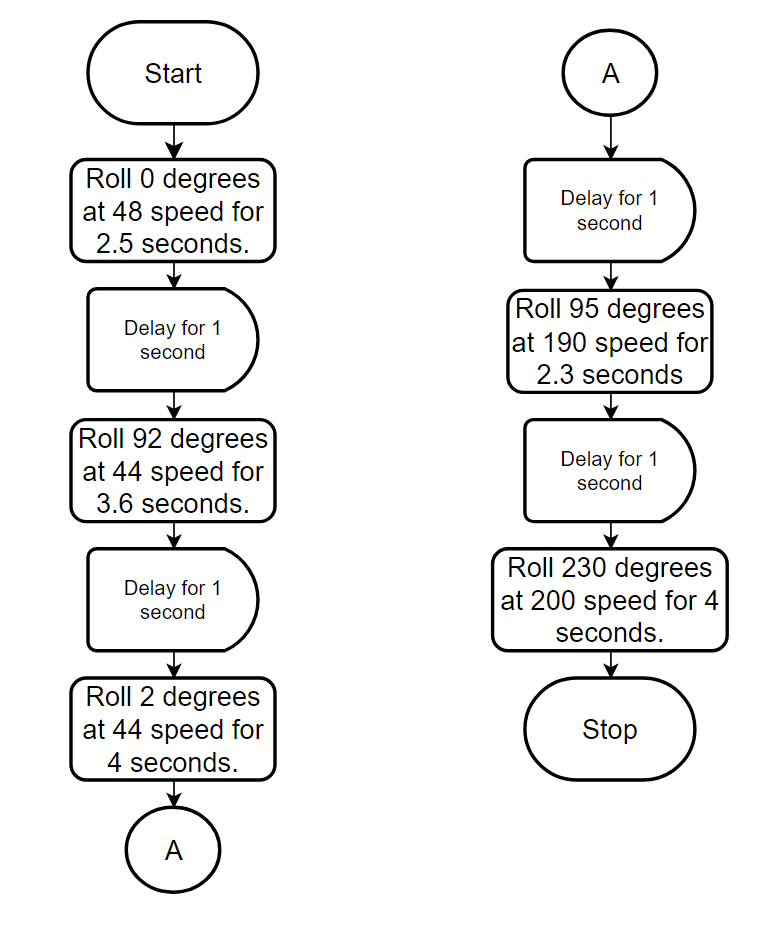 Start
Roll 0 degrees
at 48 speed for
2.5 seconds.
Delay for 1
second
Roll 92 degrees
at 44 speed for
3.6 seconds.
Delay for 1
second
Roll 2 degrees
at 44 speed for
4 seconds.
A
A
Delay for 1
second
Roll 95 degrees
at 190 speed for
2.3 seconds
Delay for 1
second
Roll 230 degrees
at 200 speed for 4
seconds.
Stop